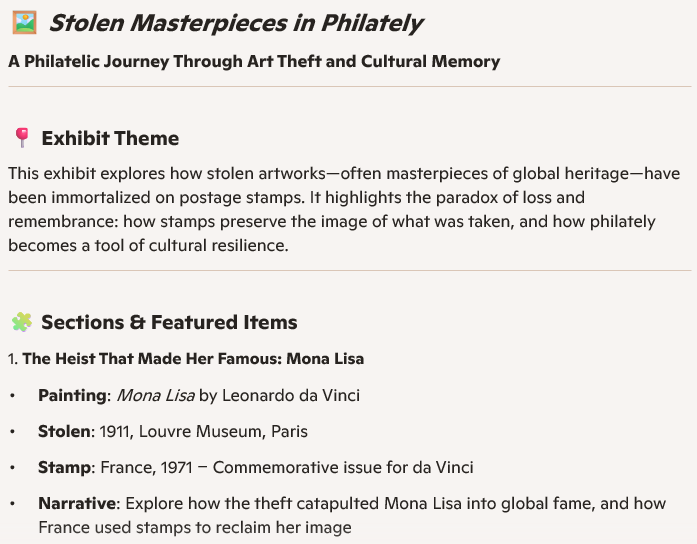 Stolen Masterpieces in Philately
A Philatelic Journey Through Art Theft and Cultural Memory
Exhibit Theme
This exhibit explores how stolen artworks—often masterpieces of global heritage—have
been immortalized on postage stamps. It highlights the paradox of loss and
remembrance: how stamps preserve the image of what was taken, and how philately
becomes a tool of cultural resilience.
Sections & Featured Items
1. The Heist That Made Her Famous: Mona Lisa
• Painting: Mona Lisa by Leonardo da Vinci
• Stolen: 1911, Louvre Museum, Paris
• Stamp: France, 1971 – Commemorative issue for da Vinci
• Narrative: Explore how the theft catapulted Mona Lisa into global fame, and how
France used stamps to reclaim her image